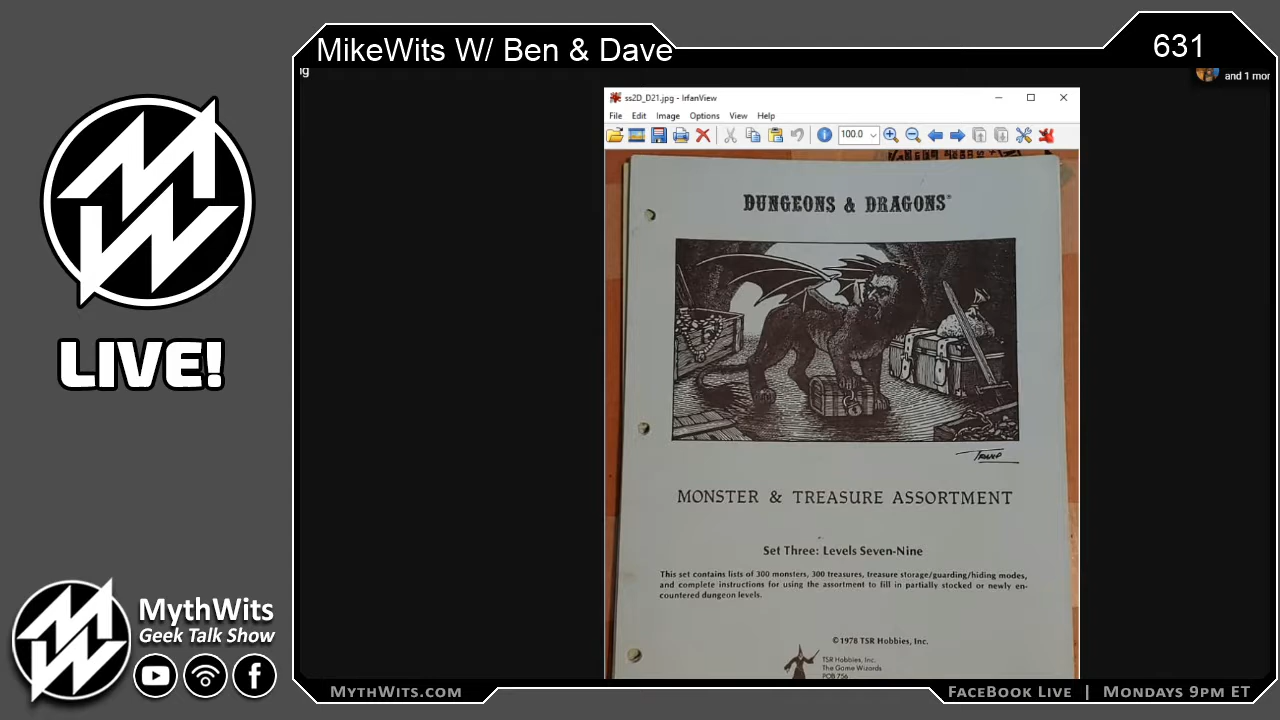 MikeWits W/ Ben & Dave
631
and 1 mor
ss2D_D21.jpg - IrfanView
File Edit Image Options View Help
100.0
LIVE!
DUNGEONS & DRAGONS®
TRAMP
MONSTER & TREASURE ASSORTMENT
Set Three: Levels Seven-Nine
This set contains lists of 300 monsters, 300 treasures, treasure storage/guarding/hiding modes,
and complete instructions for using the assortment to fill in partially stocked or newly en-
countered dungeon levels.
©1978 TSR Hobbies, Inc.
TSR Hobbies, Inc.
The Game Wizards
POB 756
MythWits
Geek Talk Show
MYTHWITS.COM
FACEBOOK LIVE | MONDAYS 9PM ET